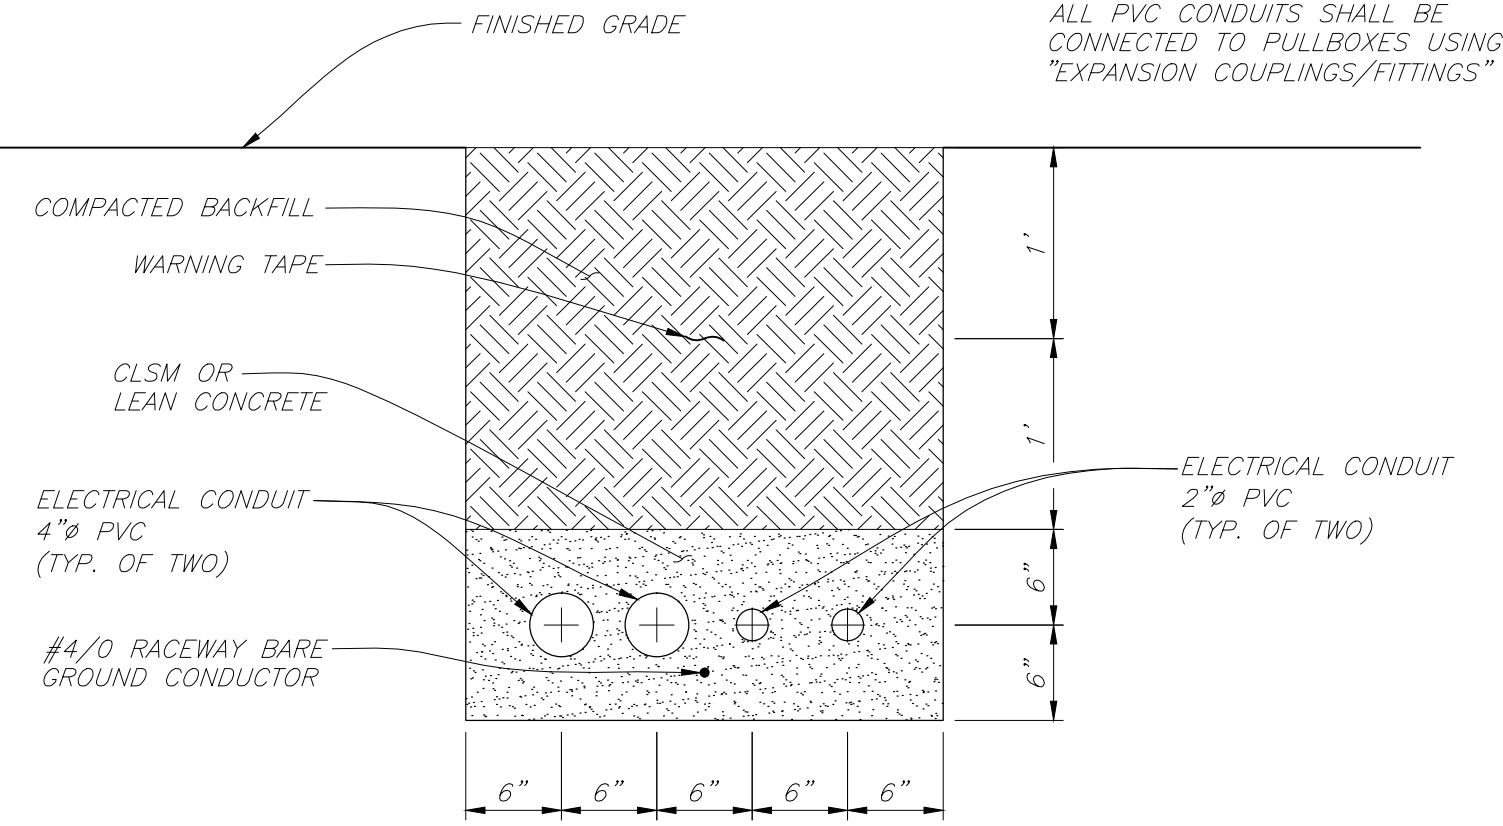 FINISHED GRADE
ALL PVC CONDUITS SHALL BE
CONNECTED TO PULLBOXES USING
"EXPANSION COUPLINGS/FITTINGS"
COMPACTED BACKFILL
WARNING TAPE
1'
CLSM OR
LEAN CONCRETE
1'
ELECTRICAL CONDUIT
4"ø PVC
(TYP. OF TWO)
ELECTRICAL CONDUIT
2"ø PVC
(TYP. OF TWO)
6"
#4/0 RACEWAY BARE
GROUND CONDUCTOR
6"
6" 6" 6" 6" 6"